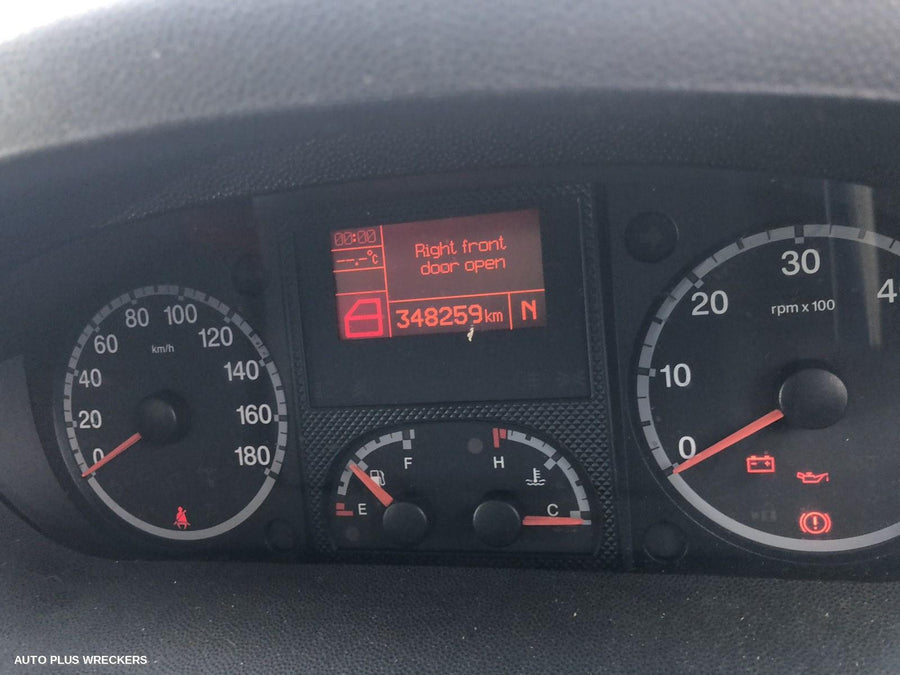 00:00
--.-°C
Right front
door open
348259km
N
0
20
40
60
80
100
120
140
160
180
km/h
E
F
H
C
0
10
20
30
4
rpm x 100
AUTO PLUS WRECKERS